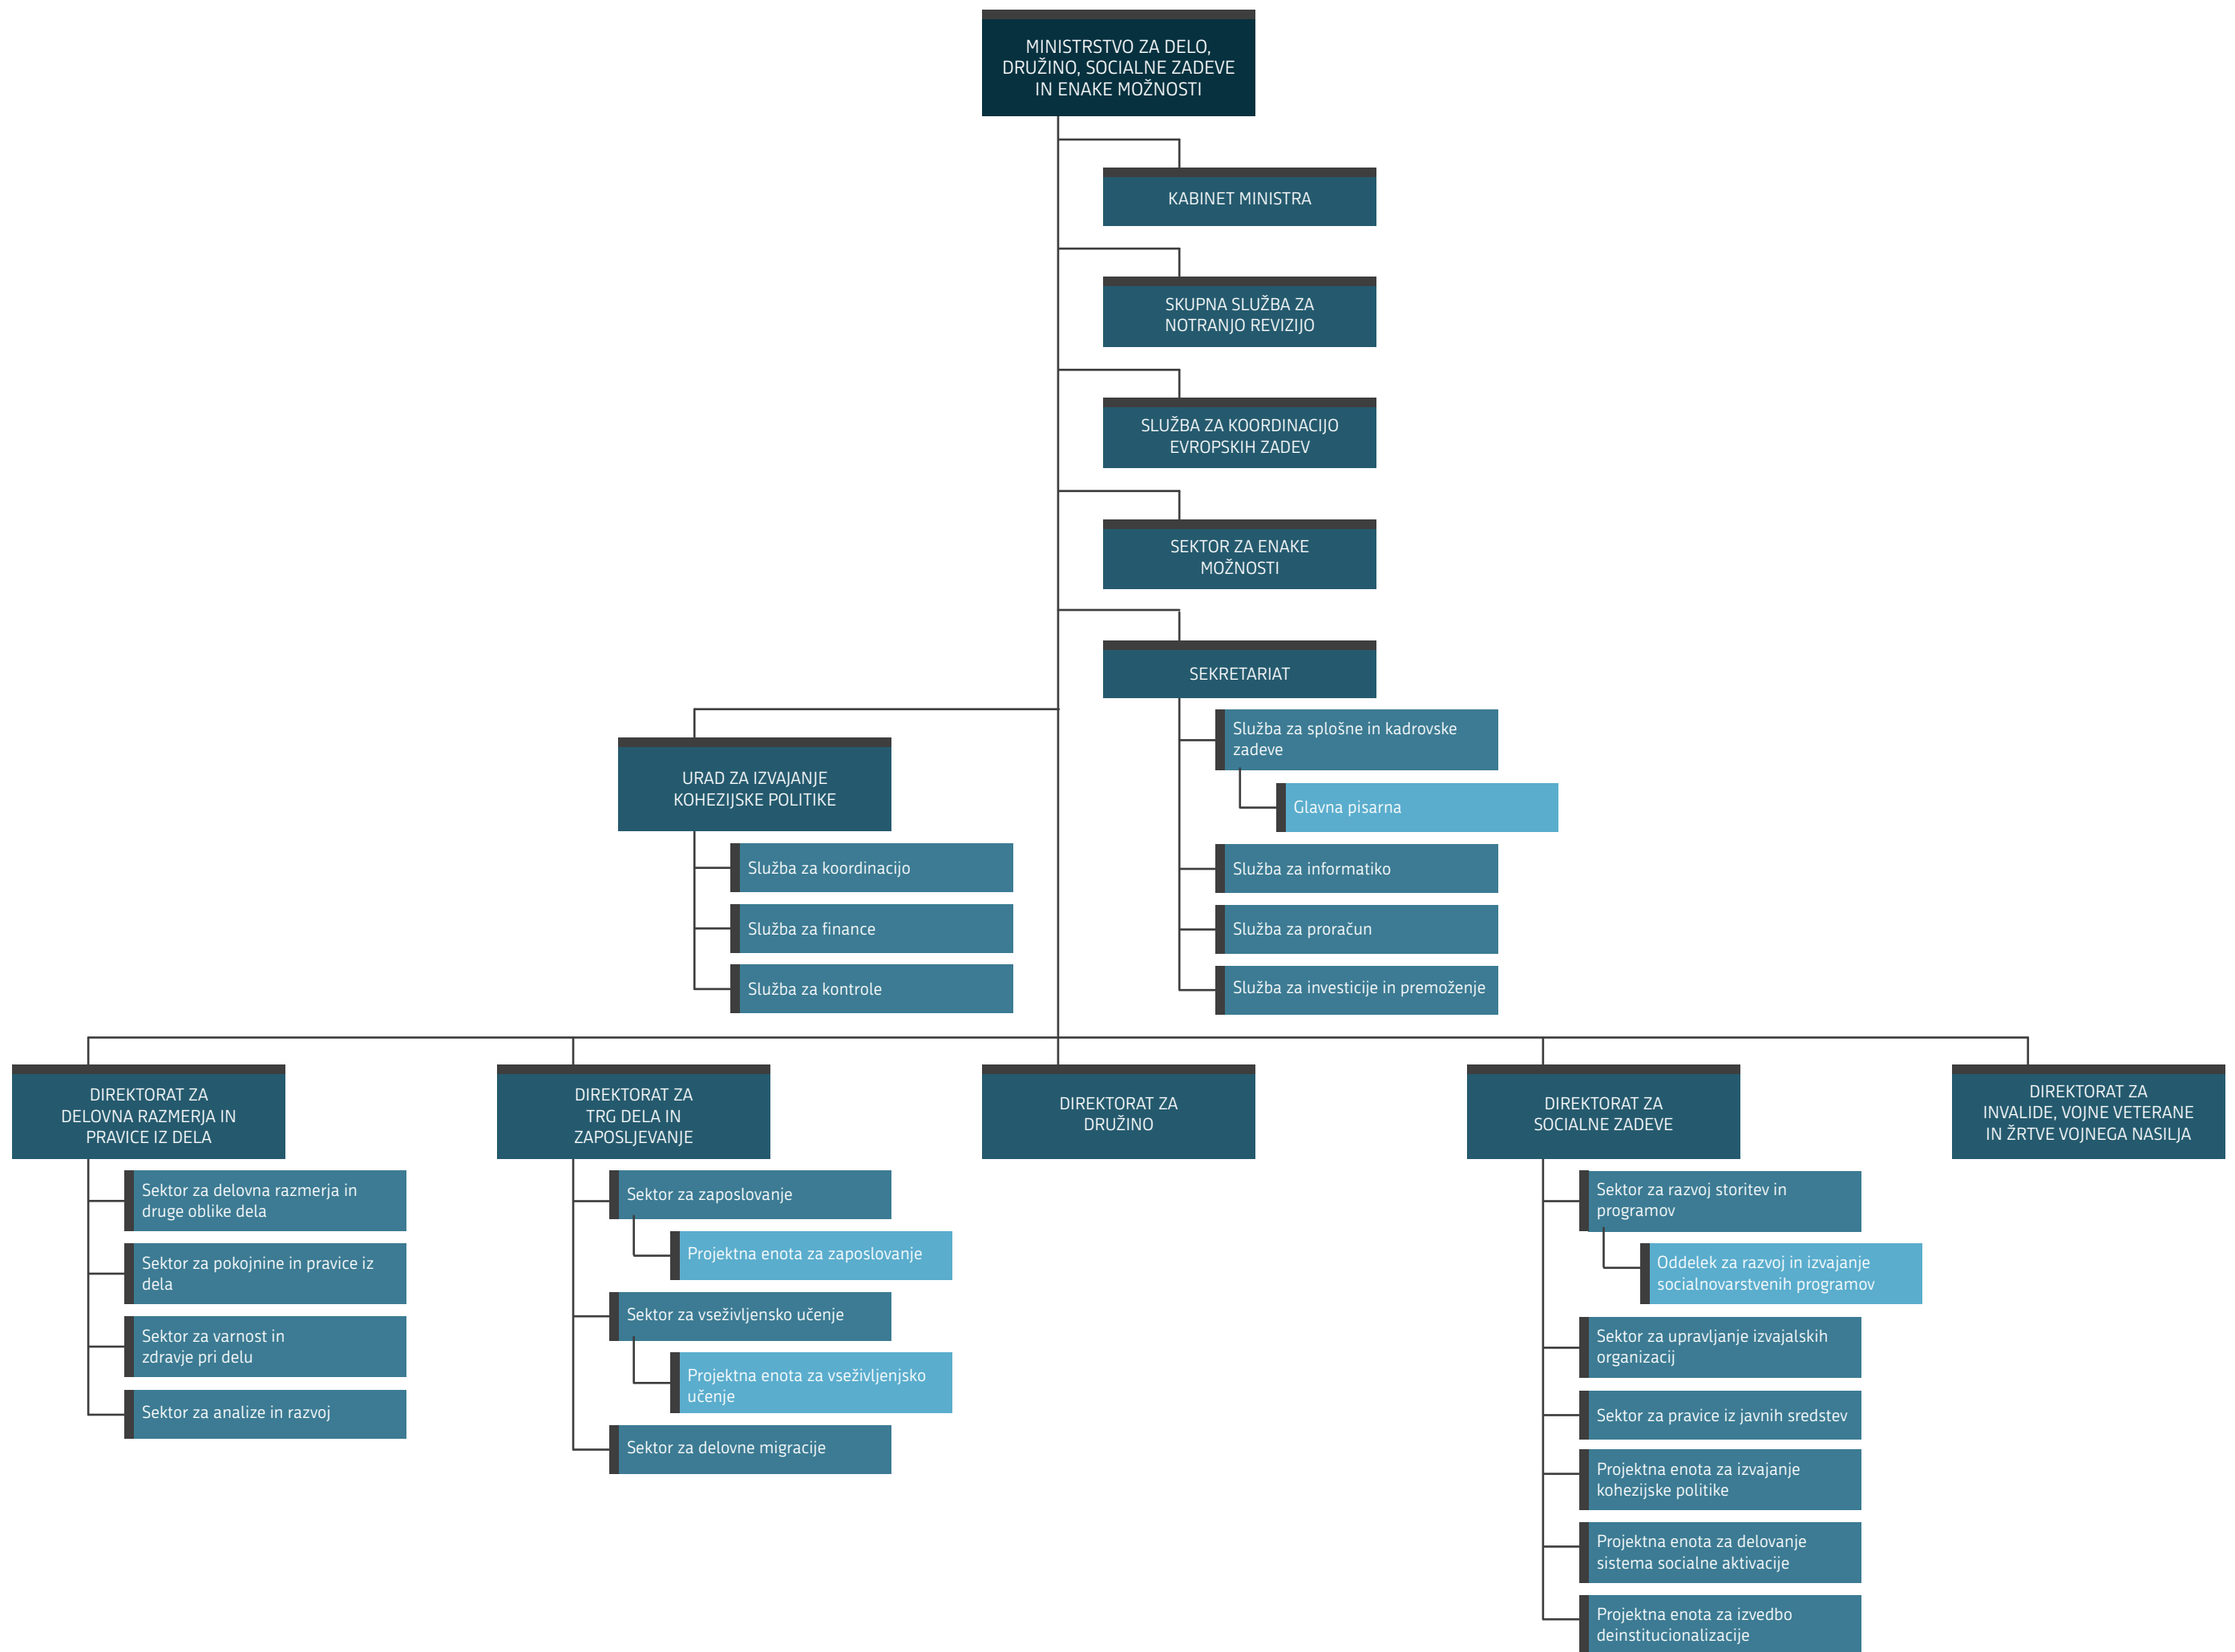 MINISTRSTVO ZA DELO,
DRUŽINO, SOCIALNE ZADEVE
IN ENAKE MOŽNOSTI
KABINET MINISTRA
SKUPNA SLUŽBA ZA
NOTRANJO REVIZIJO
SLUŽBA ZA KOORDINACIJO
EVROPSKIH ZADEV
SEKTOR ZA ENAKE
MOŽNOSTI
SEKRETARIAT
Služba za splošne in kadrovske
zadeve
Glavna pisarna
Služba za informatiko
Služba za proračun
Služba za investicije in premoženje
URAD ZA IZVAJANJE
KOHEZIJSKE POLITIKE
Služba za koordinacijo
Služba za finance
Služba za kontrole
DIREKTORAT ZA
DELOVNA RAZMERJA IN
PRAVICE IZ DELA
Sektor za delovna razmerja in
druge oblike dela
Sektor za pokojnine in pravice iz
dela
Sektor za varnost in
zdravje pri delu
Sektor za analize in razvoj
DIREKTORAT ZA
TRG DELA IN
ZAPOSLJEVANJE
Sektor za zaposlovanje
Projektna enota za zaposlovanje
Sektor za vseživljensko učenje
Projektna enota za vseživljenjsko
učenje
Sektor za delovne migracije
DIREKTORAT ZA
DRUŽINO
DIREKTORAT ZA
SOCIALNE ZADEVE
Sektor za razvoj storitev in
programov
Oddelek za razvoj in izvajanje
socialnovarstvenih programov
Sektor za upravljanje izvajalskih
organizacij
Sektor za pravice iz javnih sredstev
Projektna enota za izvajanje
kohezijske politike
Projektna enota za delovanje
sistema socialne aktivacije
Projektna enota za izvedbo
deinstitucionalizacije
DIREKTORAT ZA
INVALIDE, VOJNE VETERANE
IN ŽRTVE VOJNEGA NASILJA